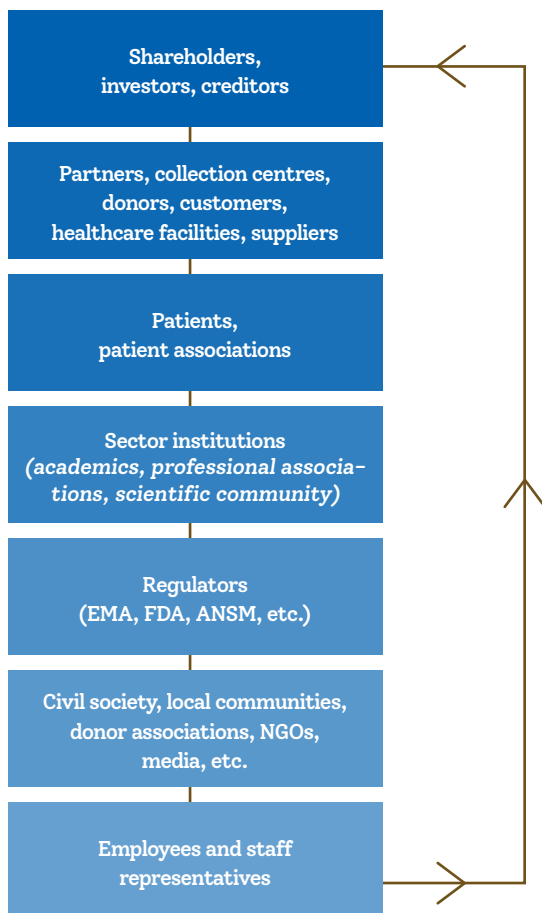 Shareholders,
investors, creditors
Partners, collection centres,
donors, customers,
healthcare facilities, suppliers
Patients,
patient associations
Sector institutions
(academics, professional associa-
tions, scientific community)
Regulators
(EMA, FDA, ANSM, etc.)
Civil society, local communities,
donor associations, NGOs,
media, etc.
Employees and staff
representatives